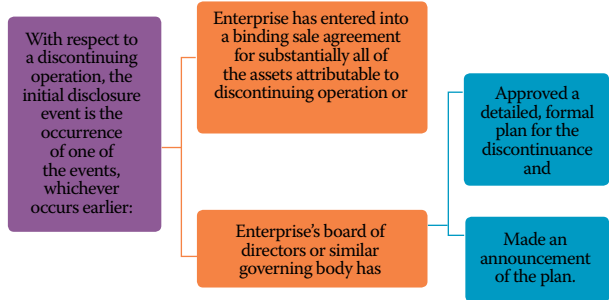 With respect to
a discontinuing
operation, the
initial disclosure
event is the
occurrence
of one of
the events,
whichever
occurs earlier:
Enterprise has entered into
a binding sale agreement
for substantially all of
the assets attributable to
discontinuing operation or
Enterprise's board of
directors or similar
governing body has
Approved a
detailed, formal
plan for the
discontinuance
and
Made an
announcement
of the plan.